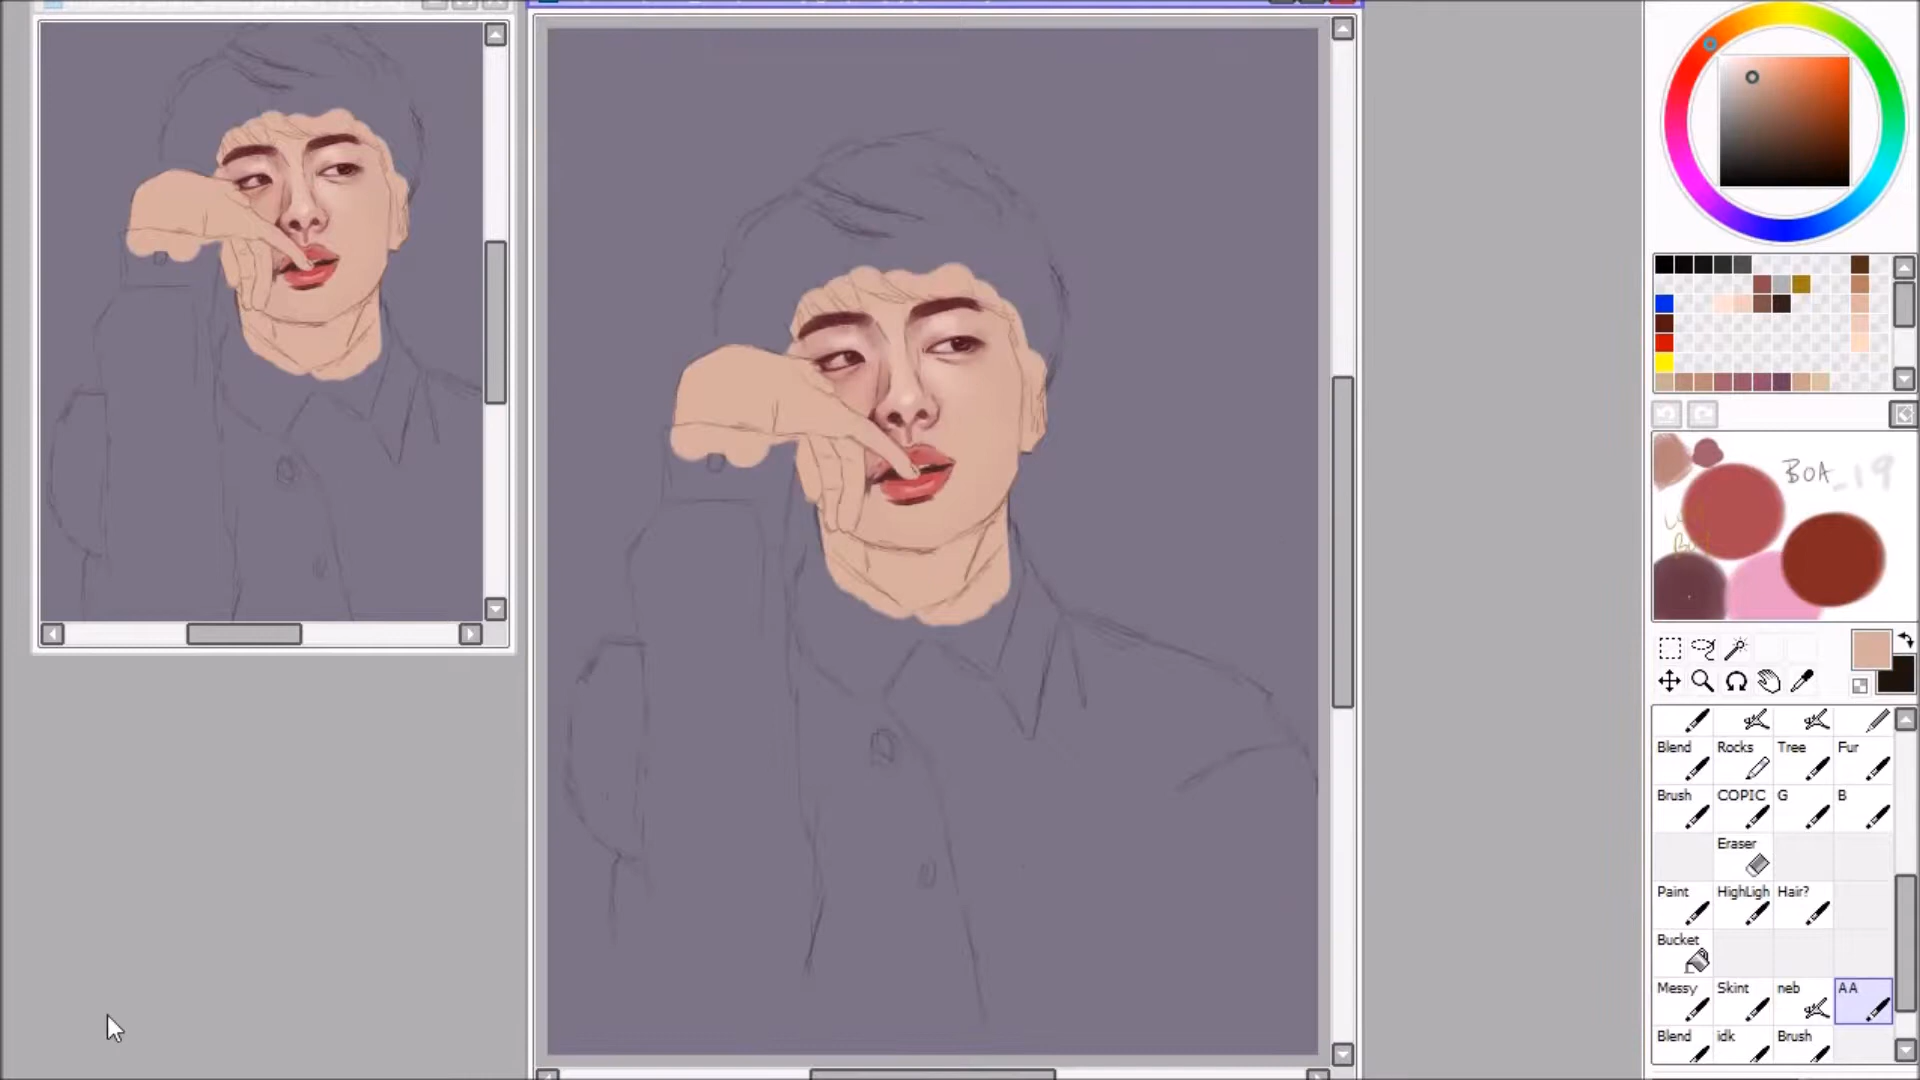 BOA_19
Blend Rocks Tree Fur
Brush COPIC G B
Eraser
Paint HighLigh Hair?
Bucket
Messy Skint neb AA
Blend idk Brush